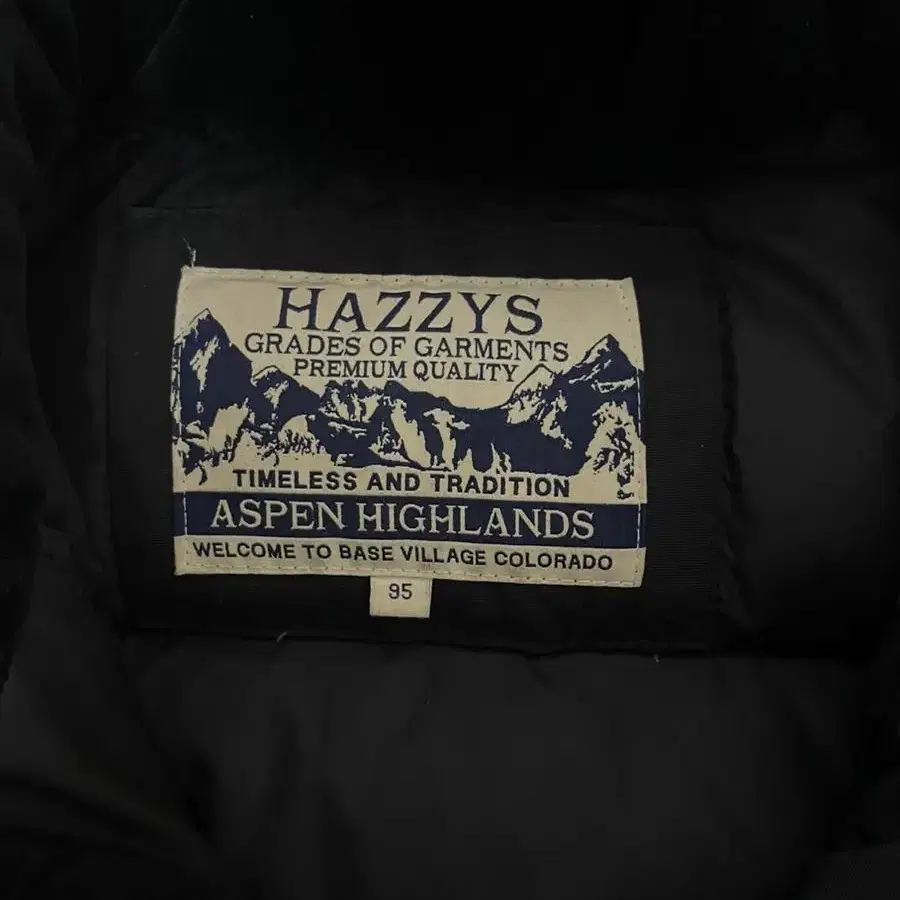 HAZZYS
GRADES OF GARMENTS
PREMIUM QUALITY
TIMELESS AND TRADITION
ASPEN HIGHLANDS
WELCOME TO BASE VILLAGE COLORADO
95